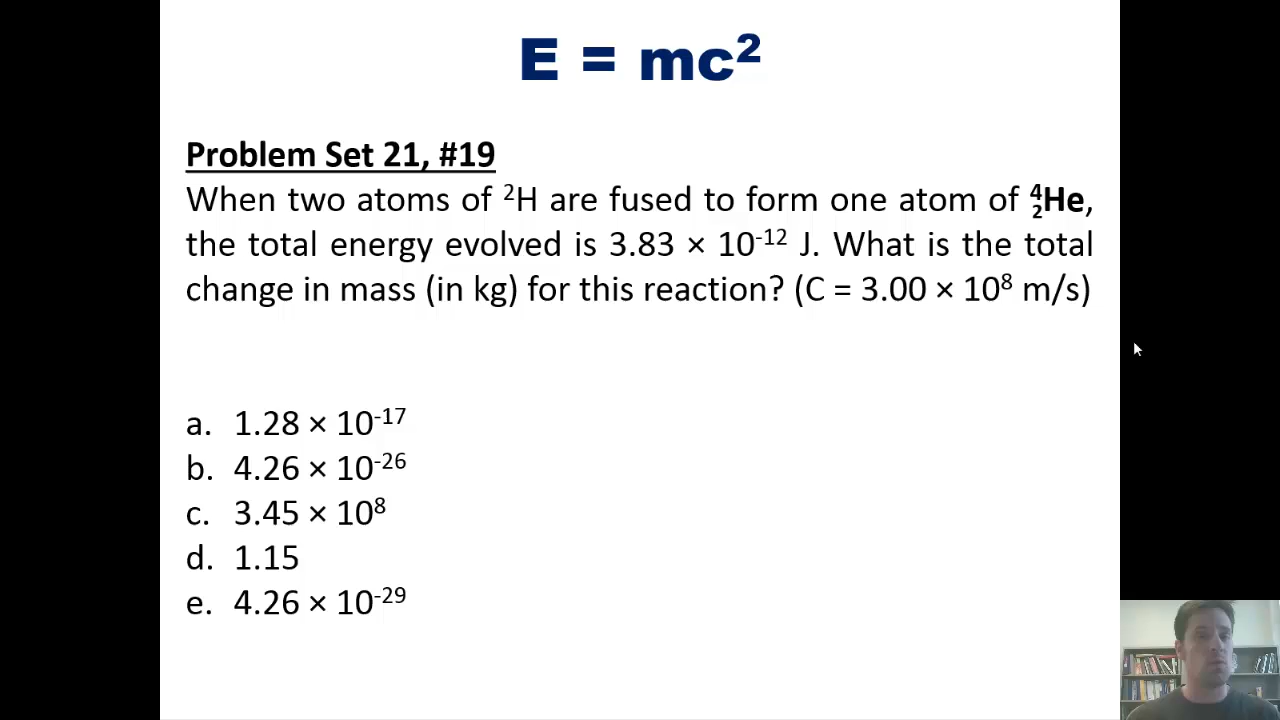 E = mc²
Problem Set 21, #19
When two atoms of ²H are fused to form one atom of ⁴₂He,
the total energy evolved is 3.83 × 10⁻¹² J. What is the total
change in mass (in kg) for this reaction? (C = 3.00 × 10⁸ m/s)
a. 1.28 × 10⁻¹⁷
b. 4.26 × 10⁻²⁶
c. 3.45 × 10⁸
d. 1.15
e. 4.26 × 10⁻²⁹